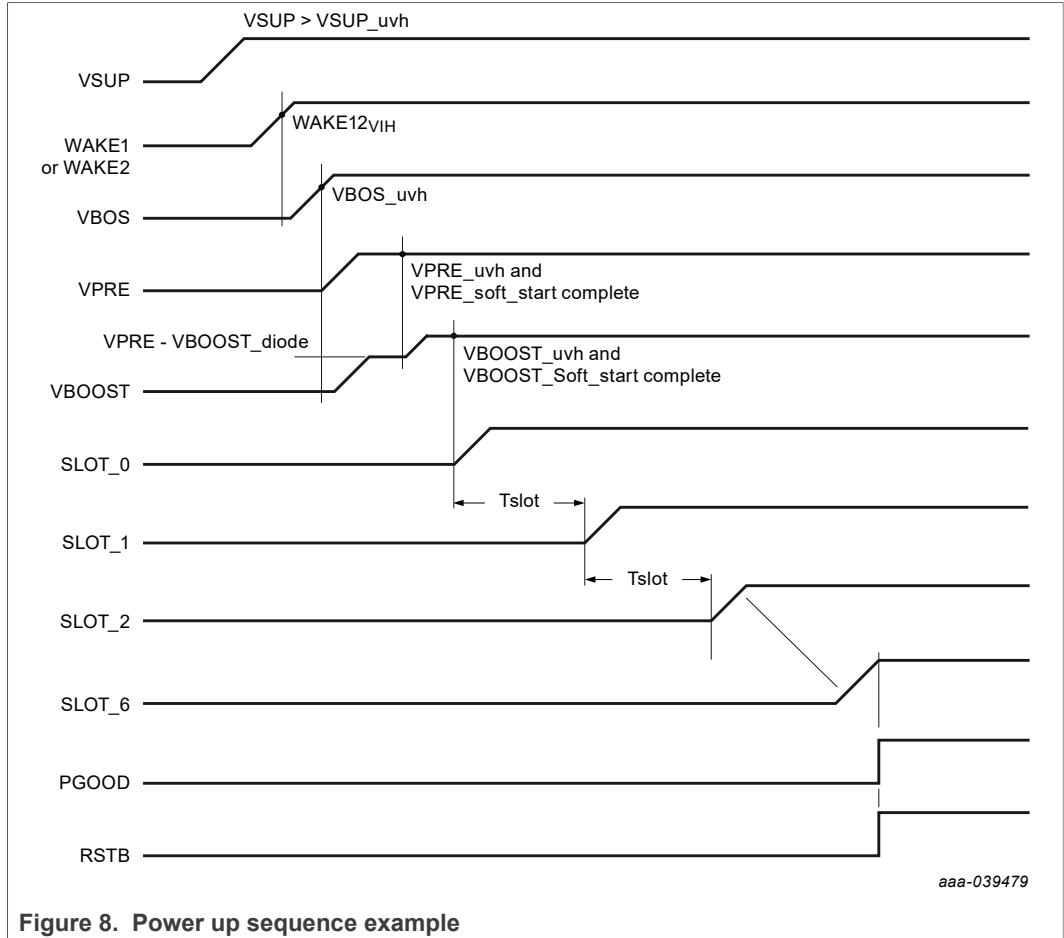 VSUP > VSUP_uvh
VSUP
WAKE12VIH
WAKE1
or WAKE2
VBOS_uvh
VBOS
VPRE_uvh and
VPRE_soft_start complete
VPRE
VPRE - VBOOST_diode
VBOOST_uvh and
VBOOST_Soft_start complete
VBOOST
SLOT_0
Tslot
SLOT_1
Tslot
SLOT_2
SLOT_6
PGOOD
RSTB
aaa-039479
Figure 8. Power up sequence example